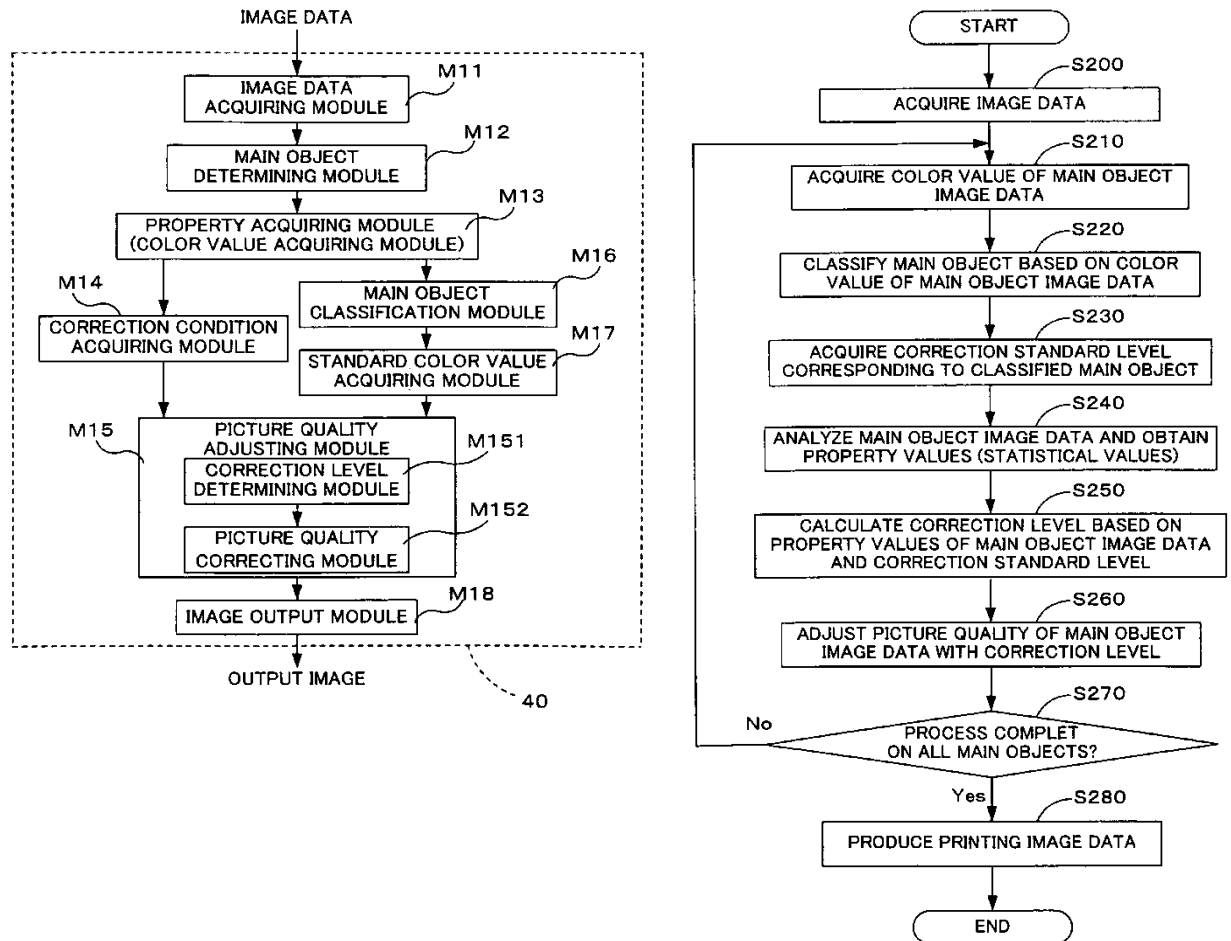 IMAGE DATA
M11
IMAGE DATA
ACQUIRING MODULE
M12
MAIN OBJECT
DETERMINING MODULE
M13
PROPERTY ACQUIRING MODULE
(COLOR VALUE ACQUIRING MODULE)
M14
CORRECTION CONDITION
ACQUIRING MODULE
M16
MAIN OBJECT
CLASSIFICATION MODULE
M17
STANDARD COLOR VALUE
ACQUIRING MODULE
M15
PICTURE QUALITY
ADJUSTING MODULE
M151
CORRECTION LEVEL
DETERMINING MODULE
M152
PICTURE QUALITY
CORRECTING MODULE
M18
IMAGE OUTPUT MODULE
OUTPUT IMAGE
40
START
S200
ACQUIRE IMAGE DATA
S210
ACQUIRE COLOR VALUE OF MAIN OBJECT
IMAGE DATA
S220
CLASSIFY MAIN OBJECT BASED ON COLOR
VALUE OF MAIN OBJECT IMAGE DATA
S230
ACQUIRE CORRECTION STANDARD LEVEL
CORRESPONDING TO CLASSIFIED MAIN OBJECT
S240
ANALYZE MAIN OBJECT IMAGE DATA AND OBTAIN
PROPERTY VALUES (STATISTICAL VALUES)
S250
CALCULATE CORRECTION LEVEL BASED ON
PROPERTY VALUES OF MAIN OBJECT IMAGE DATA
AND CORRECTION STANDARD LEVEL
S260
ADJUST PICTURE QUALITY OF MAIN OBJECT
IMAGE DATA WITH CORRECTION LEVEL
S270
No
PROCESS COMPLET
ON ALL MAIN OBJECTS?
Yes
S280
PRODUCE PRINTING IMAGE DATA
END